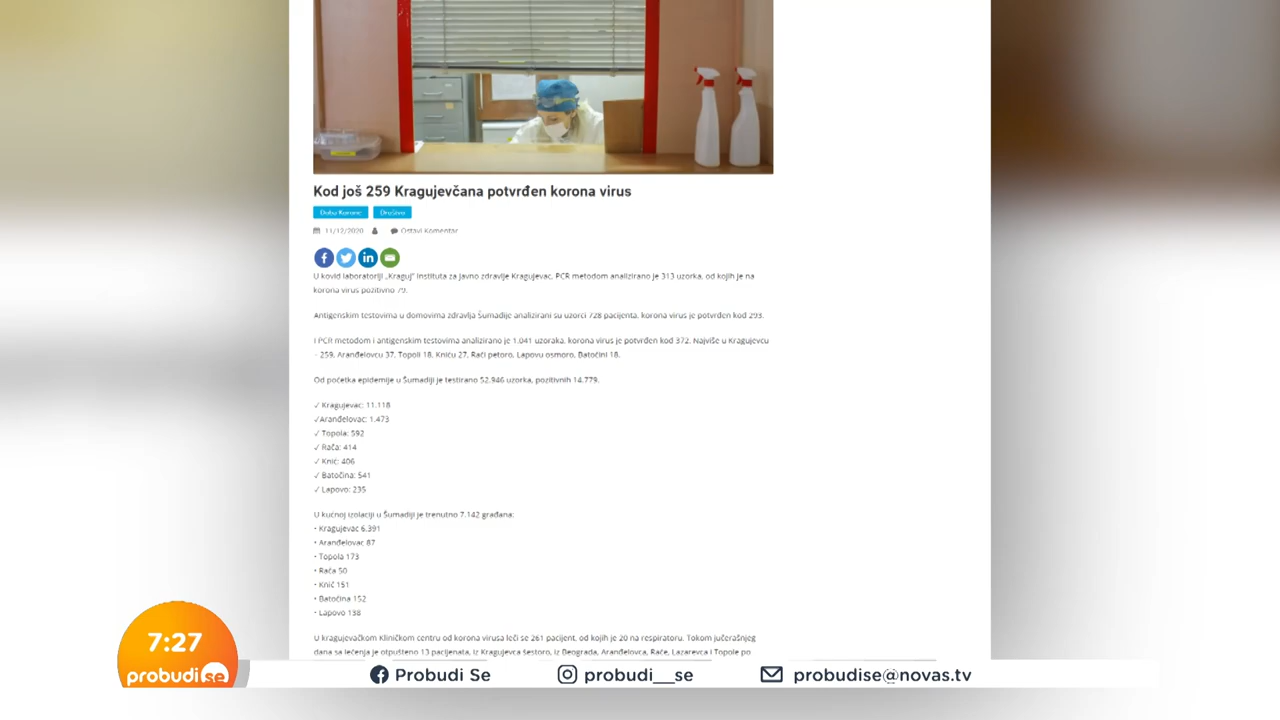 Kod još 259 Kragujevčana potvrđen korona virus
Doba Korone Društvo
11/12/2020 Ostavi Komentar
U kovid laboratoriji „Kraguj" Instituta za javno zdravlje Kragujevac, PCR metodom analizirano je 313 uzorka, od kojih je na
korona virus pozitivno 79.
Antigenskim testovima u domovima zdravlja Šumadije analizirani su uzorci 728 pacijenta, korona virus je potvrđen kod 293.
I PCR metodom i antigenskim testovima analizirano je 1.041 uzoraka, korona virus je potvrđen kod 372. Najviše u Kragujevcu
- 259, Aranđelovcu 37, Topoli 18, Kniću 27, Rači petoro, Lapovu osmoro, Batočini 18.
Od početka epidemije u Šumadiji je testirano 52.946 uzorka, pozitivnih 14.779.
✓ Kragujevac: 11.118
✓Aranđelovac: 1.473
✓ Topola: 592
✓ Rača: 414
✓ Knić: 406
✓ Batočina: 541
✓ Lapovo: 235
U kućnoj izolaciji u Šumadiji je trenutno 7.142 građana:
• Kragujevac 6.391
• Aranđelovac 87
• Topola 173
• Rača 50
• Knić 151
• Batočina 152
• Lapovo 138
U kragujevačkom Kliničkom centru od korona virusa leči se 261 pacijent, od kojih je 20 na respiratoru. Tokom jučerašnjeg
dana sa lečenja je otpušteno 13 pacijenata, iz Kragujevca šestoro, iz Beograda, Aranđelovca, Rače, Lazarevca i Topole po
7:27
probudi se
Probudi Se
probudi__se
probudise@novas.tv